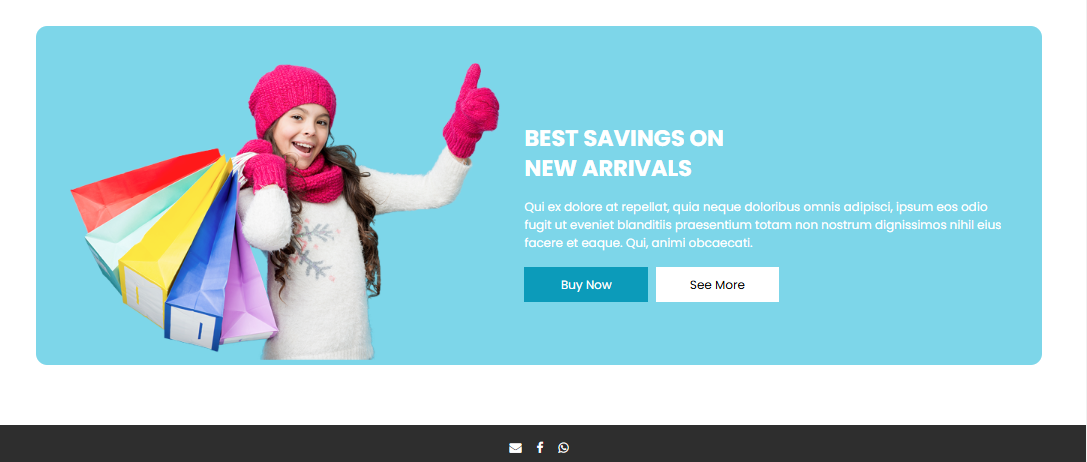 BEST SAVINGS ON
NEW ARRIVALS
Qui ex dolore at repellat, quia neque doloribus omnis adipisci, ipsum eos odio
fugit ut eveniet blanditiis praesentium totam non nostrum dignissimos nihil eius
facere et eaque. Qui, animi obcaecati.
Buy Now
See More